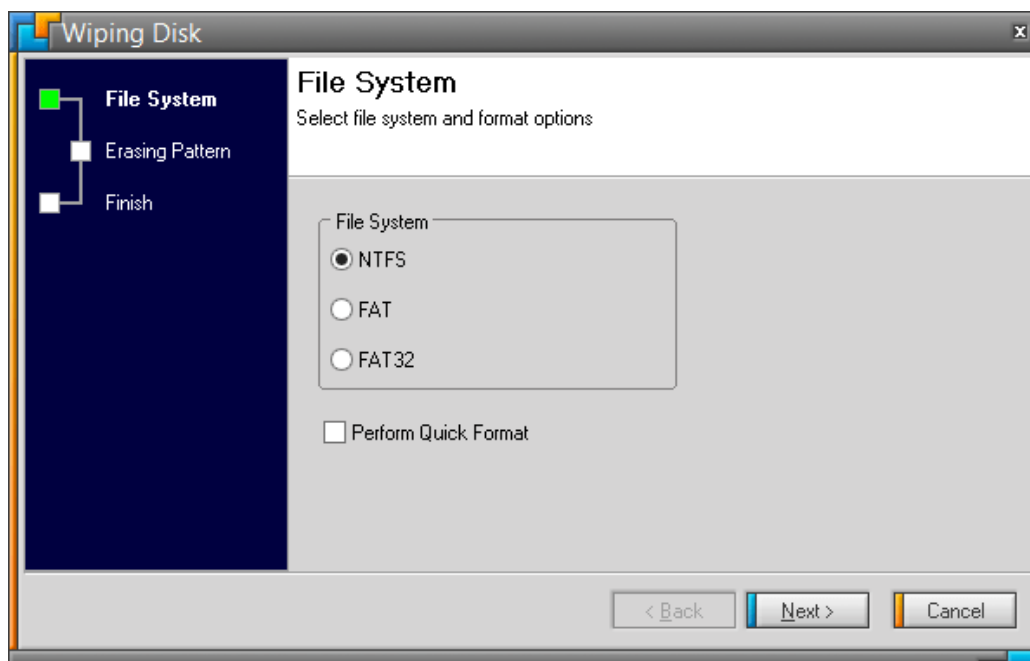 Wiping Disk
File System
Erasing Pattern
Finish
File System
Select file system and format options
File System
NTFS
FAT
FAT32
Perform Quick Format
< Back
Next >
Cancel